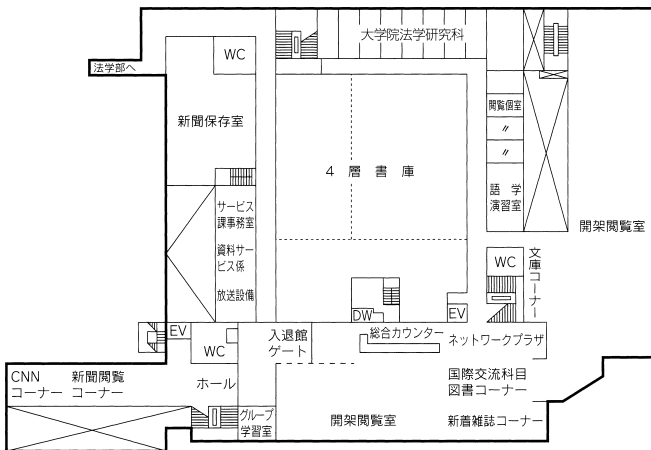 大学院法学研究科
WC
法学部へ
新聞保存室
閲覧個室
〃
〃
4層書庫
語学
演習室
サービス
課事務室
資料サー
ビス係
放送設備
開架閲覧室
WC
文庫コーナー
DW
EV
EV
WC
入退館
ゲート
総合カウンター
ネットワークプラザ
CNN
コーナー
新聞閲覧
コーナー
ホール
国際交流科目
図書コーナー
グループ
学習室
開架閲覧室
新着雑誌コーナー